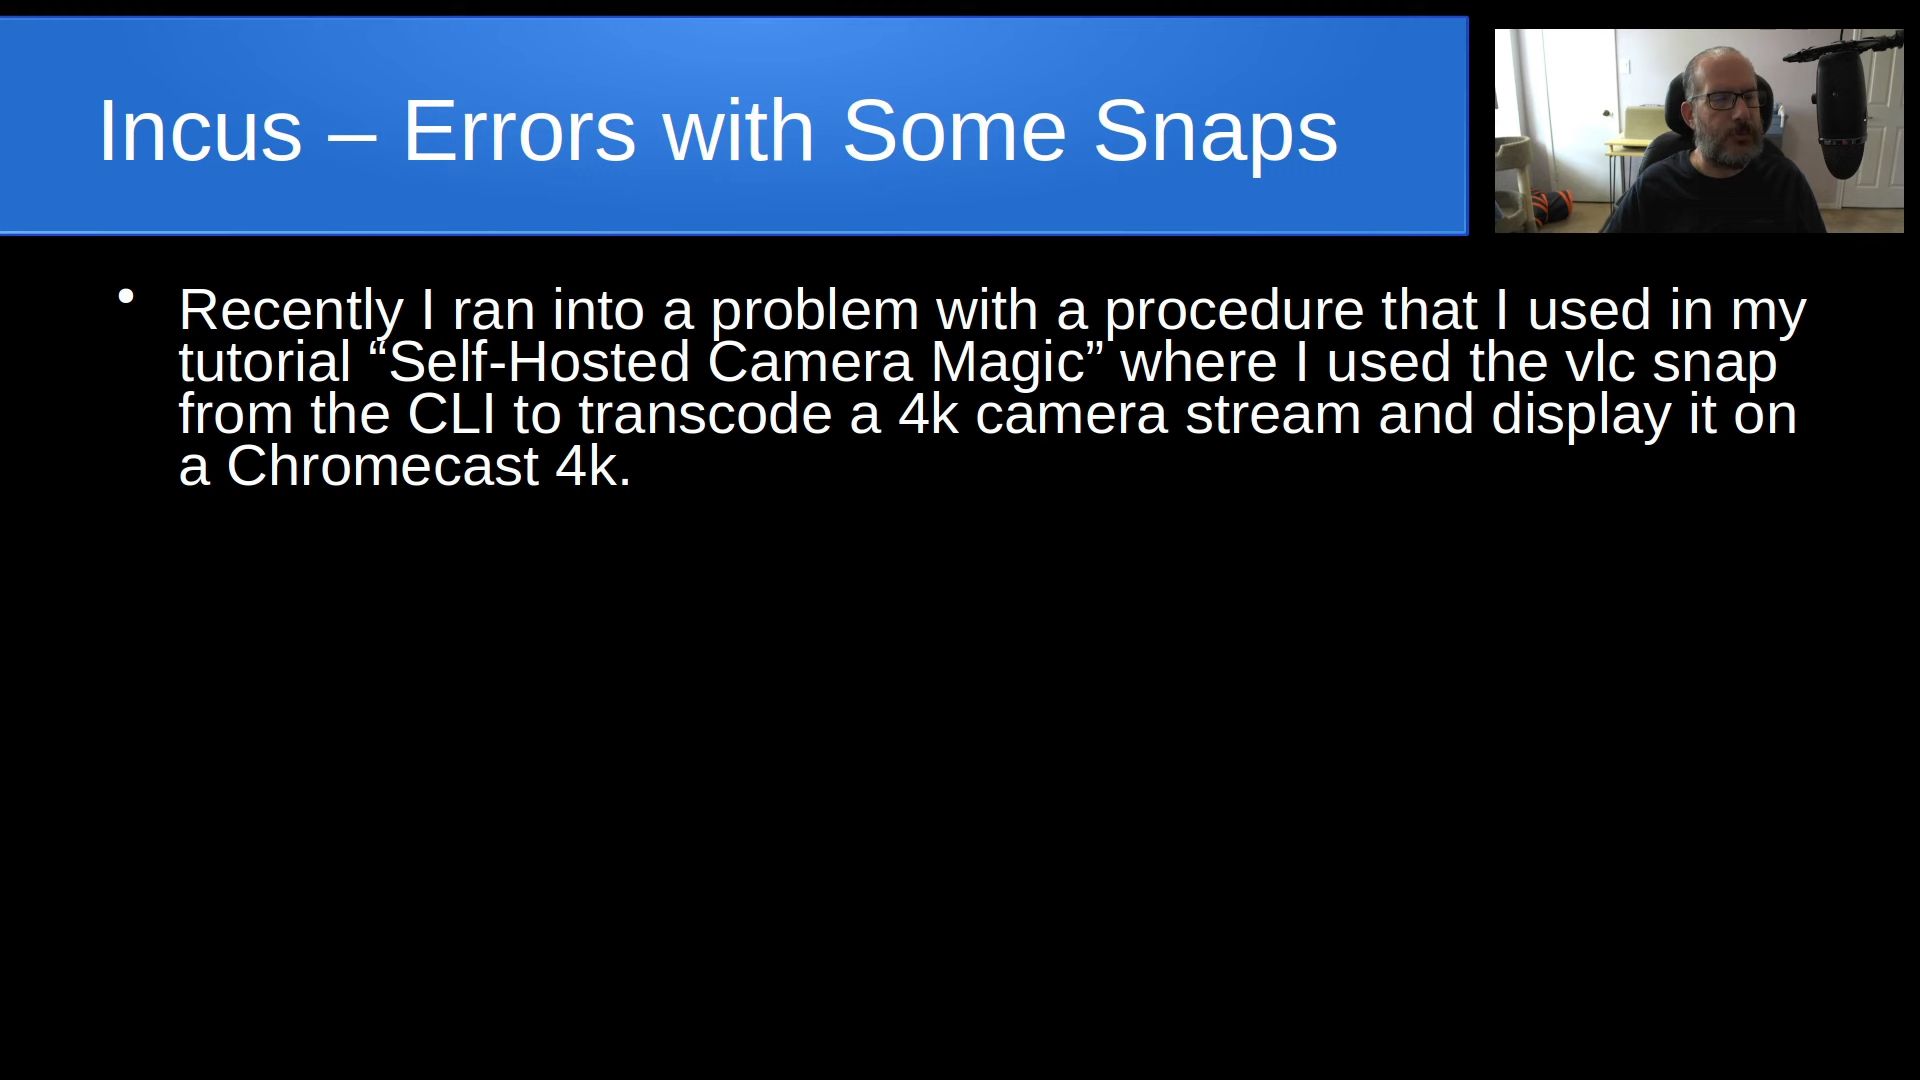 Incus – Errors with Some Snaps
• Recently I ran into a problem with a procedure that I used in my
tutorial “Self-Hosted Camera Magic” where I used the vlc snap
from the CLI to transcode a 4k camera stream and display it on
a Chromecast 4k.